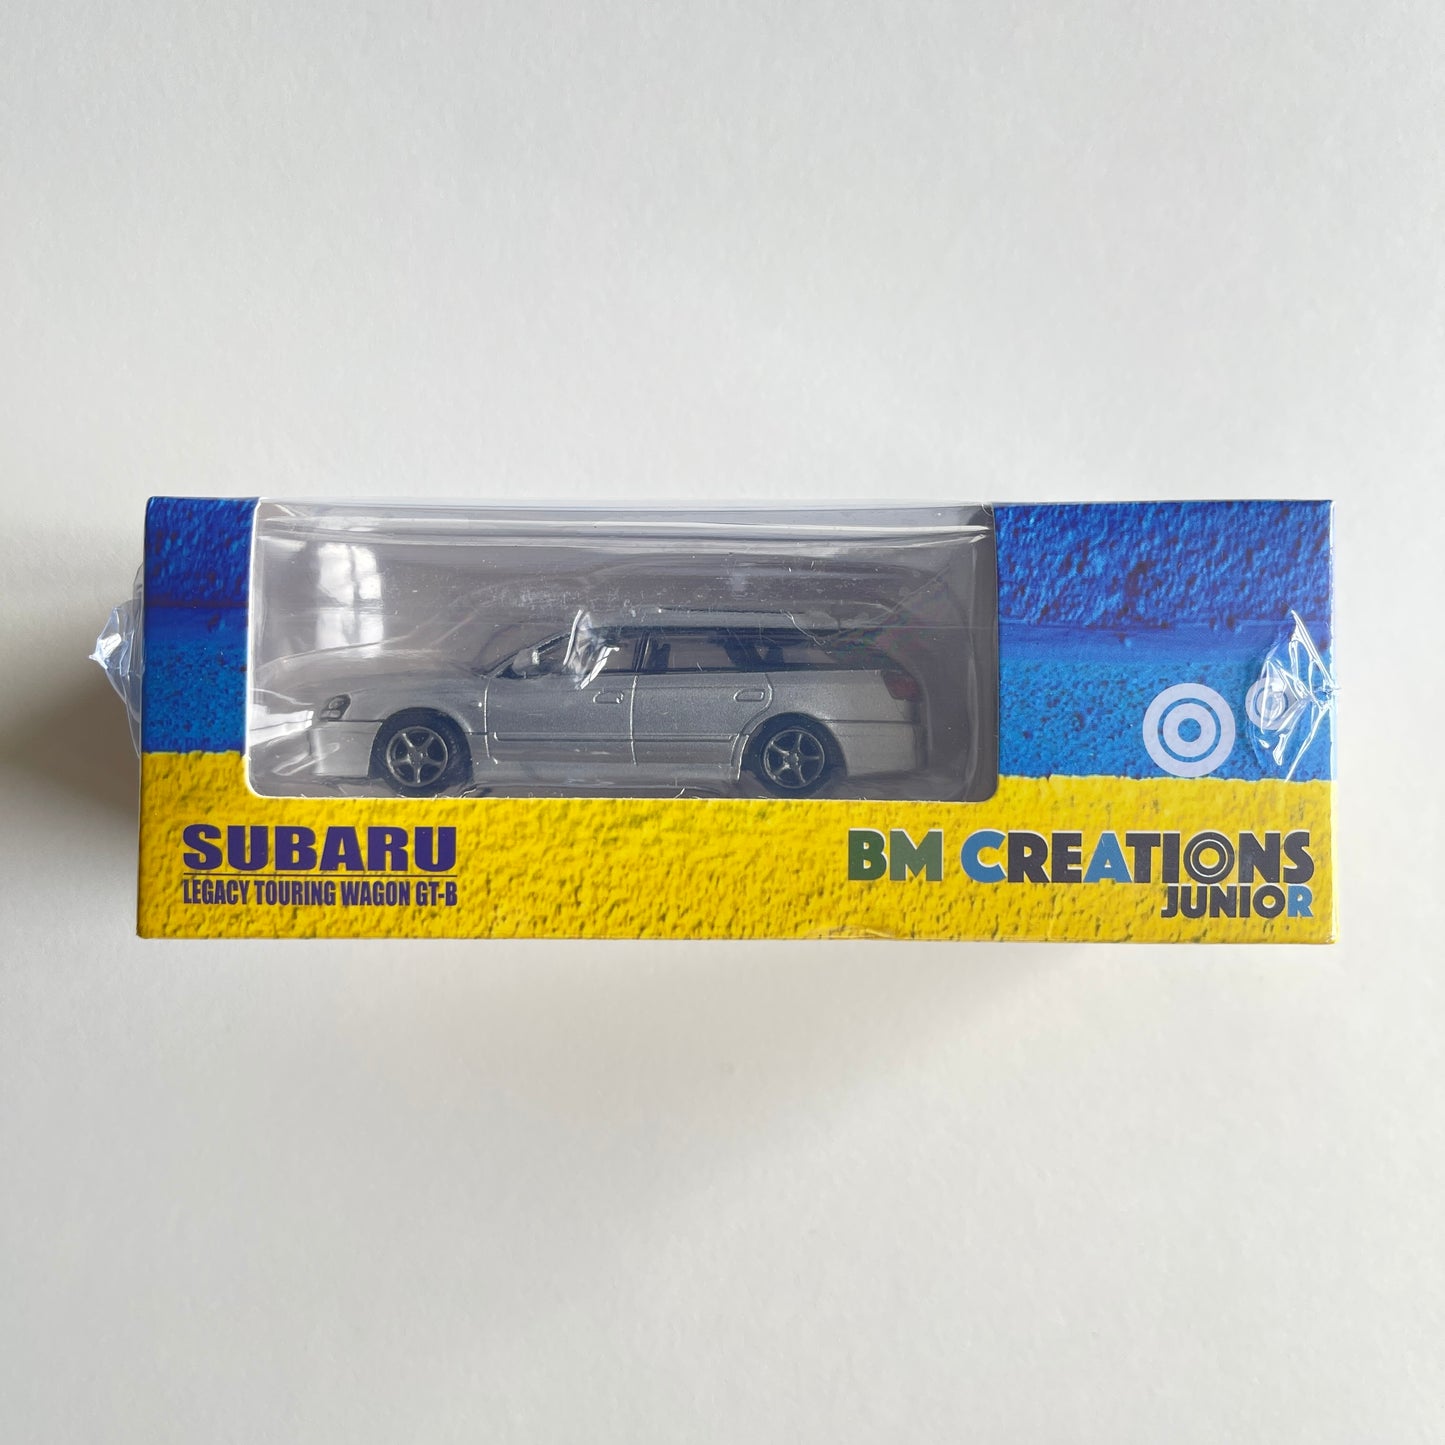 SUBARU
LEGACY TOURING WAGON GT-B
BM CREATIONS
JUNIOR